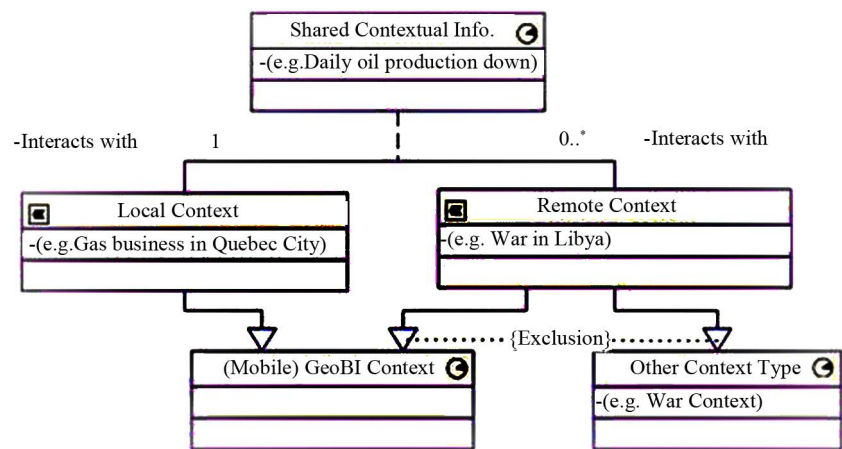 Shared Contextual Info.
-(e.g.Daily oil production down)
-Interacts with 1 0..* -Interacts with
Local Context
-(e.g.Gas business in Quebec City)
Remote Context
-(e.g. War in Libya)
{Exclusion}
(Mobile) GeoBI Context
Other Context Type
-(e.g. War Context)